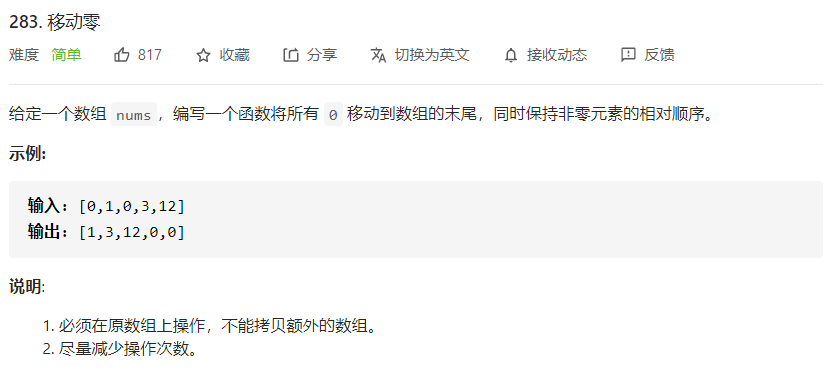 283. 移动零
难度 简单 817 收藏 分享 切换为英文 接收动态 反馈
给定一个数组 nums，编写一个函数将所有 0 移动到数组的末尾，同时保持非零元素的相对顺序。
示例:
输入: [0,1,0,3,12]
输出: [1,3,12,0,0]
说明:
1. 必须在原数组上操作，不能拷贝额外的数组。
2. 尽量减少操作次数。